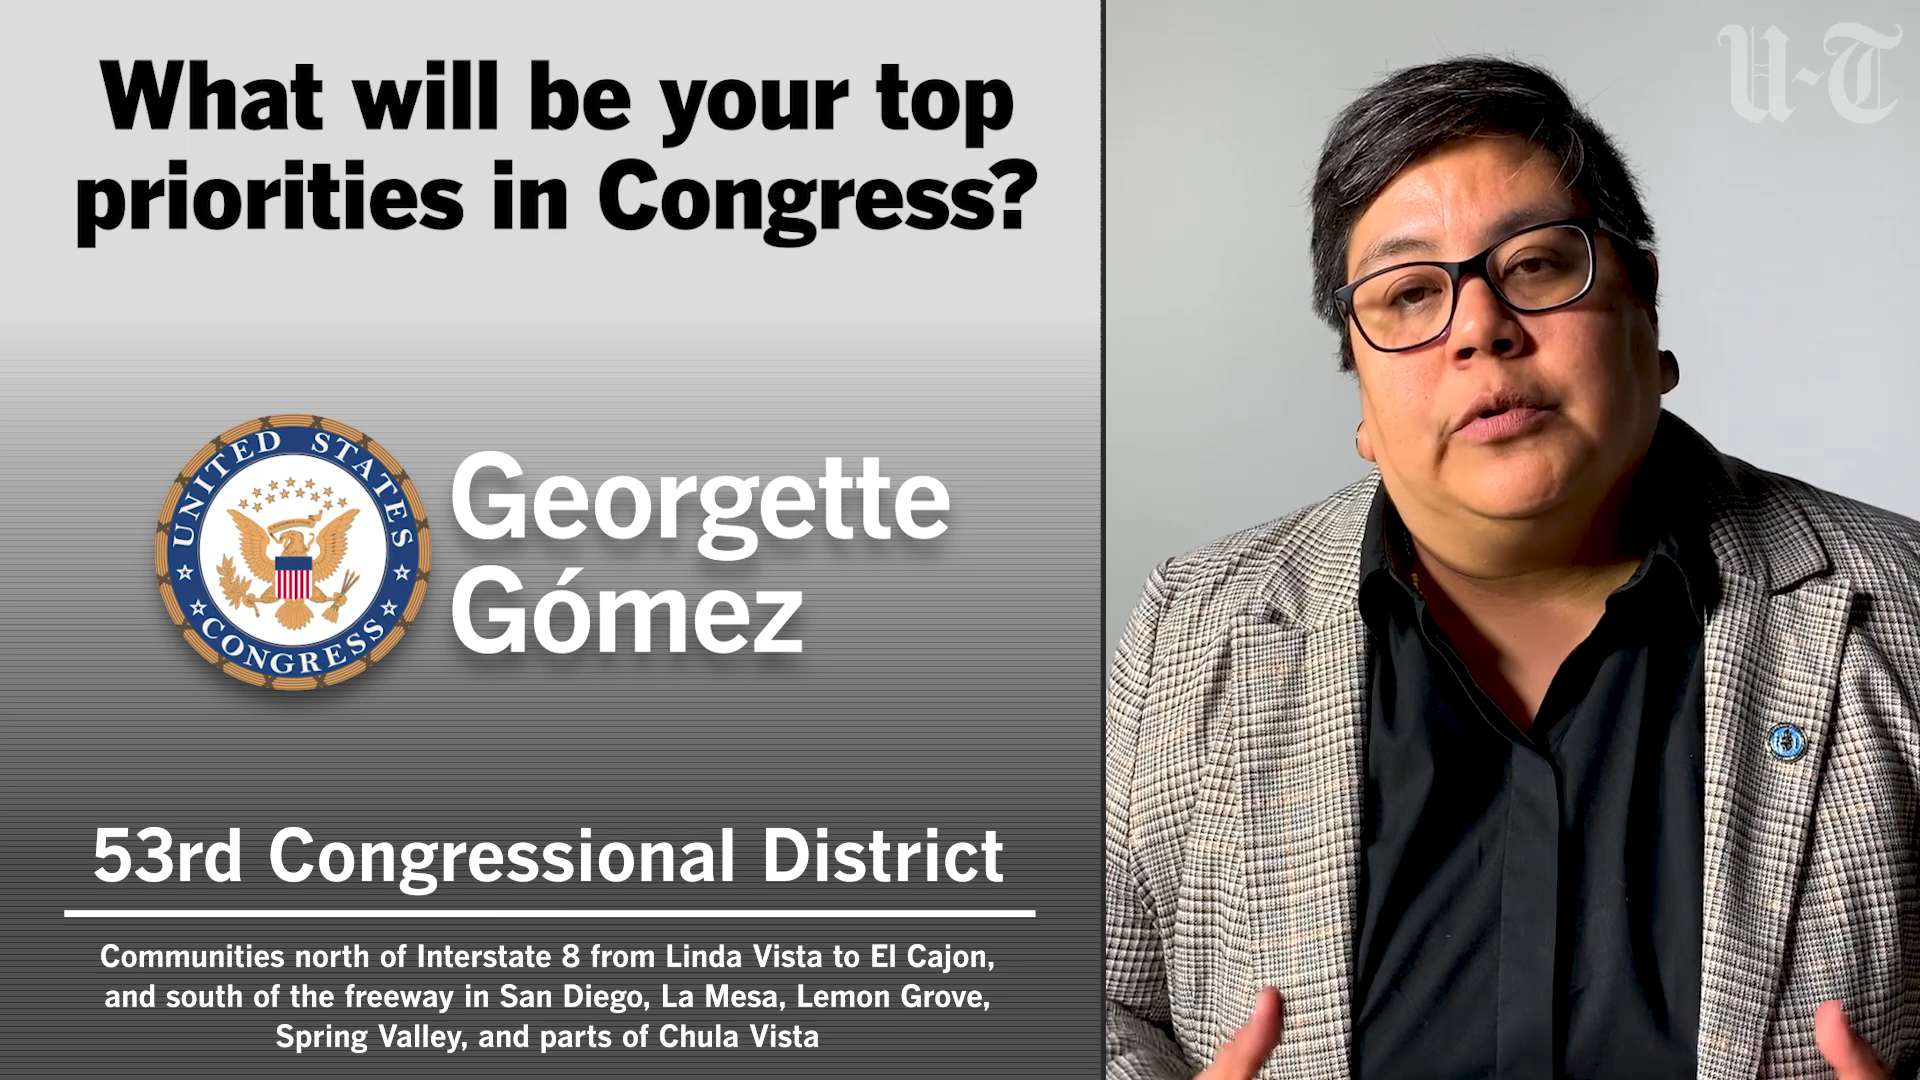 What will be your top
priorities in Congress?
U-T
UNITED STATES
CONGRESS
Georgette
Gómez
53rd Congressional District
Communities north of Interstate 8 from Linda Vista to El Cajon,
and south of the freeway in San Diego, La Mesa, Lemon Grove,
Spring Valley, and parts of Chula Vista